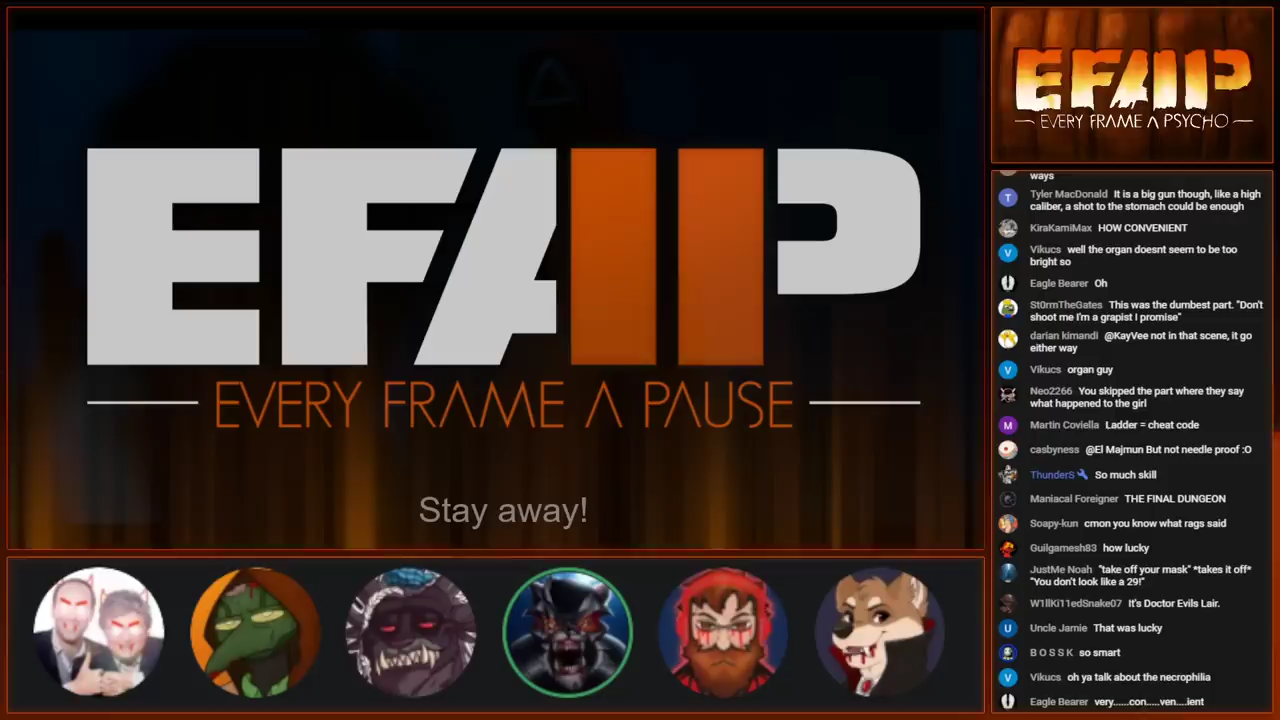 EFAP
EVERY FRAME A PAUSE
Stay away!
EFAP
EVERY FRAME A PSYCHO
ways
T
Tyler MacDonald It is a big gun though, like a high
caliber, a shot to the stomach could be enough
KiraKamiMax HOW CONVENIENT
V
Vikucs well the organ doesnt seem to be too
bright so
Eagle Bearer Oh
St0rmTheGates This was the dumbest part. "Don't
shoot me I'm a grapist I promise"
darian kimandi @KayVee not in that scene, it go
either way
V
Vikucs organ guy
Neo2266 You skipped the part where they say
what happened to the girl
M
Martin Coviella Ladder = cheat code
casbyness @El Majmun But not needle proof :O
ThunderS So much skill
Maniacal Foreigner THE FINAL DUNGEON
Soapy-kun cmon you know what rags said
Guilgamesh83 how lucky
JustMe Noah "take off your mask" *takes it off*
"You don't look like a 29!"
W1llKi11edSnake07 It's Doctor Evils Lair.
U
Uncle Jamie That was lucky
B O S S K so smart
V
Vikucs oh ya talk about the necrophilia
Eagle Bearer very......con.....ven....ient